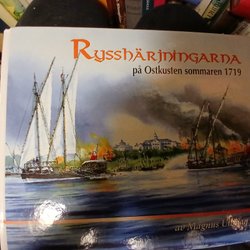 Rysshärjningarna
på Ostkusten sommaren 1719
av Magnus